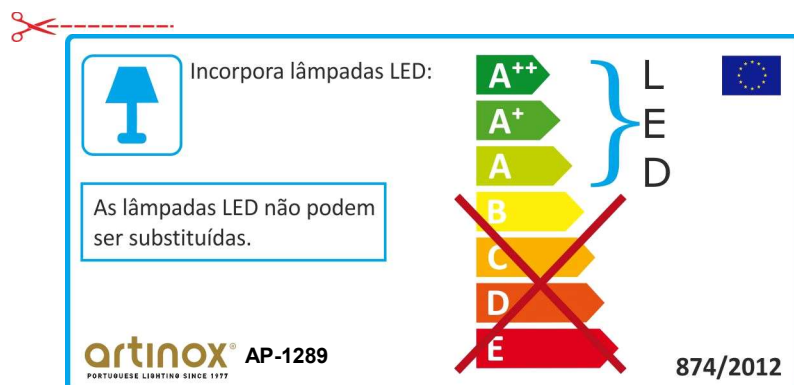 Incorpora lâmpadas LED:
As lâmpadas LED não podem
ser substituídas.
A++
A+
A
B
C
D
E
L
E
D
artinox® AP-1289
PORTUGUESE LIGHTING SINCE 1977
874/2012